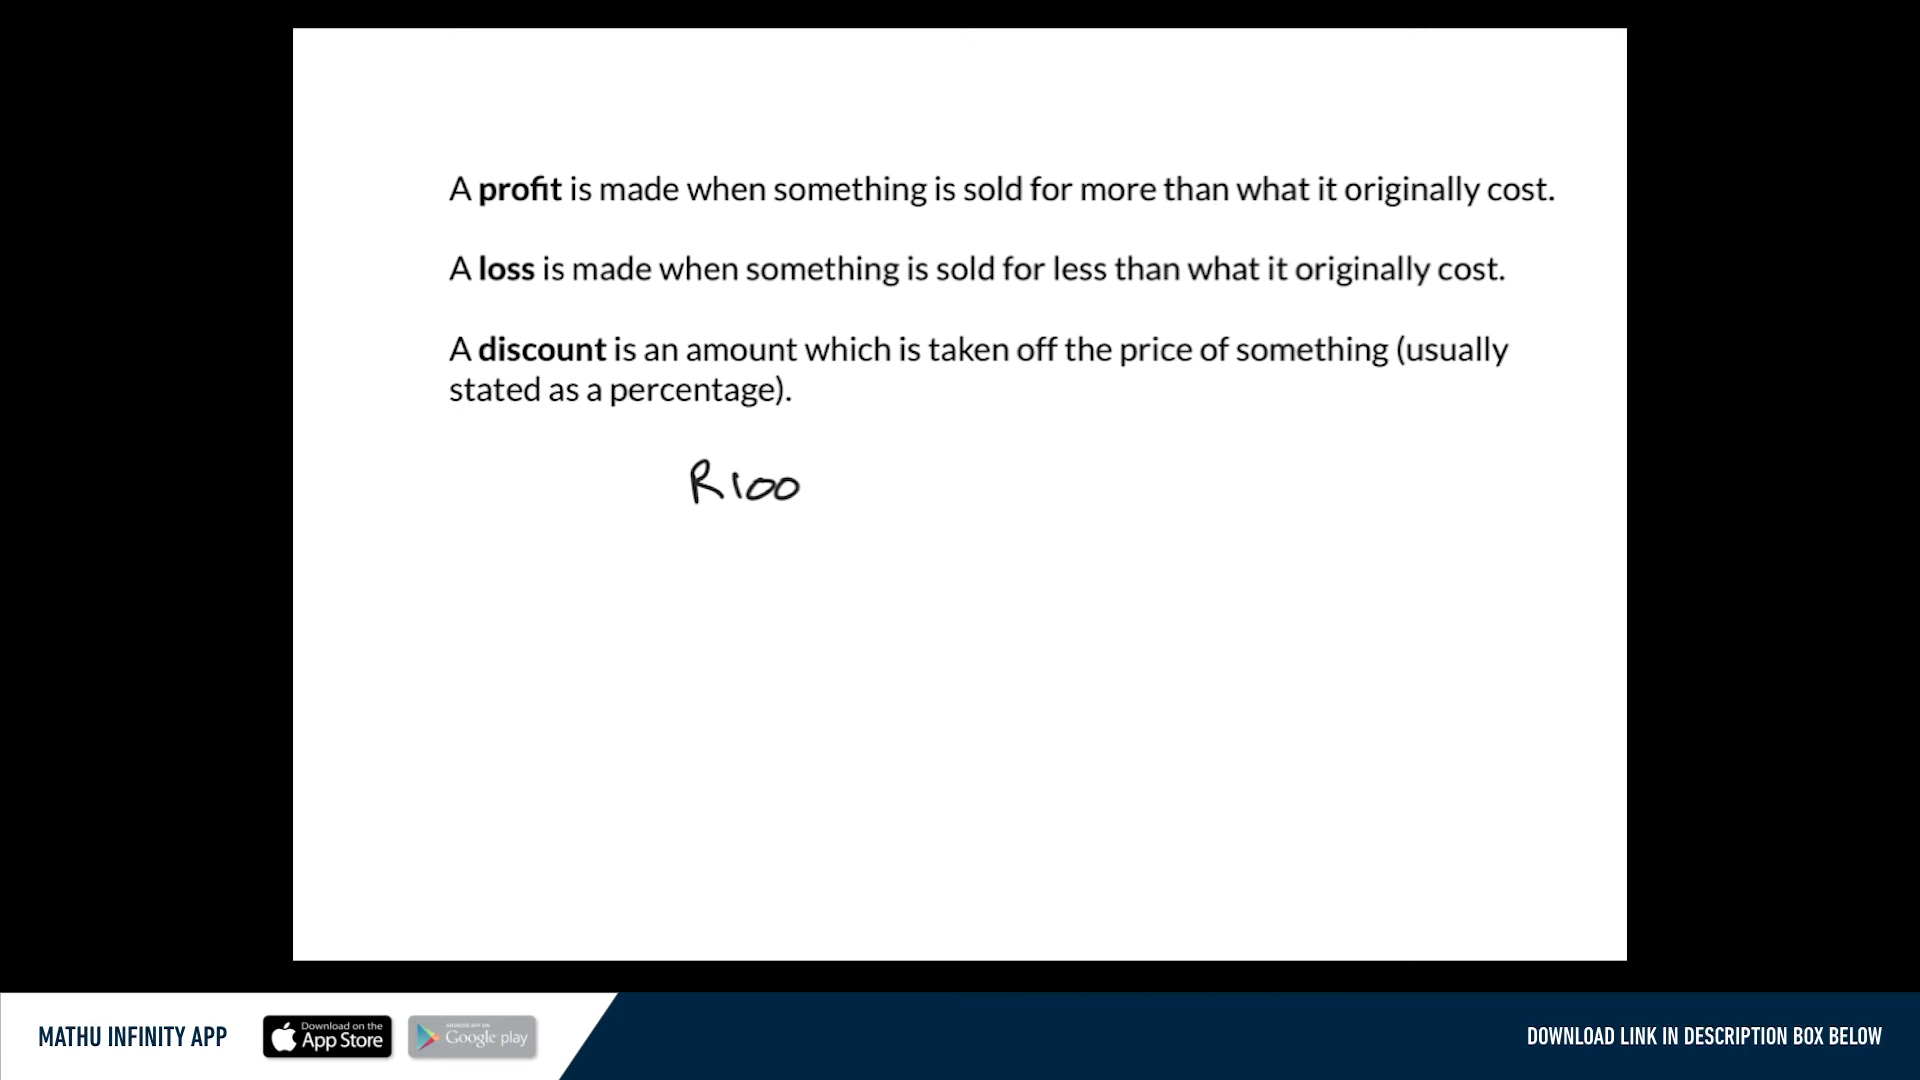 A profit is made when something is sold for more than what it originally cost.
A loss is made when something is sold for less than what it originally cost.
A discount is an amount which is taken off the price of something (usually
stated as a percentage).
R100
MATHU INFINITY APP
Download on the
App Store
ANDROID APP ON
Google play
DOWNLOAD LINK IN DESCRIPTION BOX BELOW